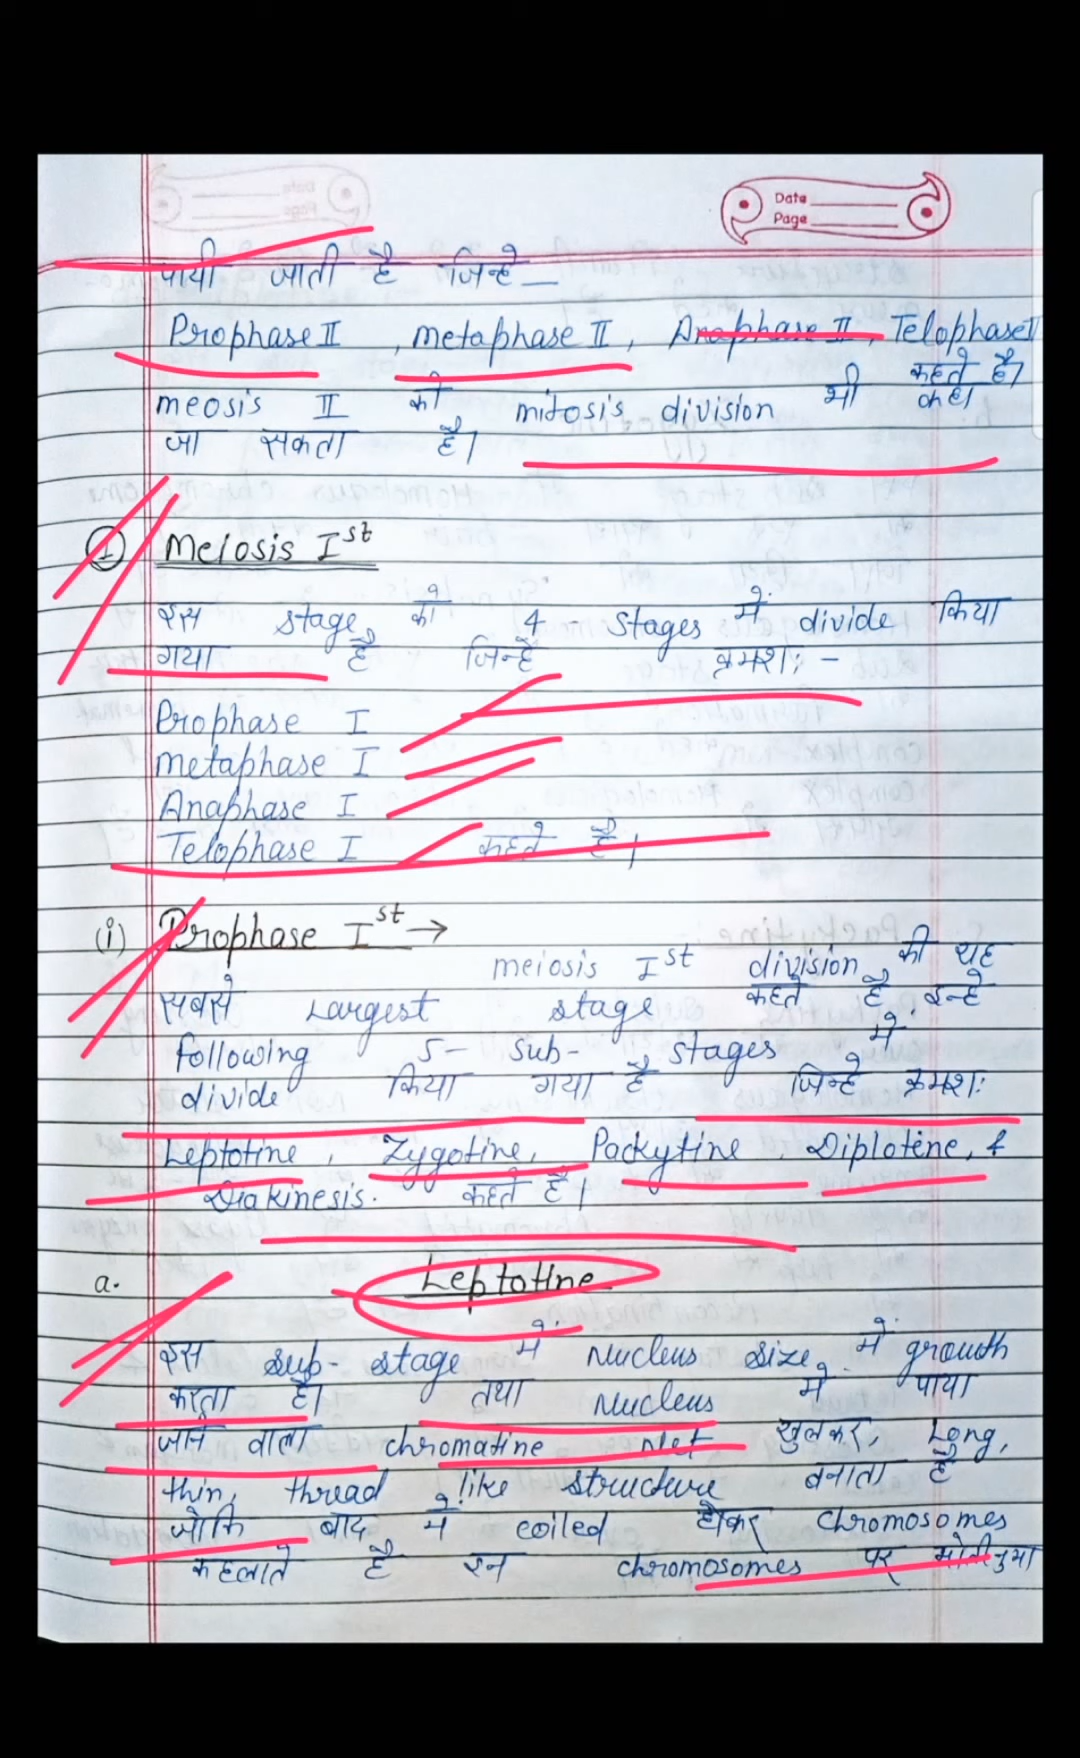 Date
Page
पायी जाती है जिन्हे—
Prophase II , metaphase II, Anaphase II, Telophase II
कहते है।
meosis II को mitosis division भी कहा
जा सकता है।
① Meiosis Ist
इस stage को 4 stages में divide किया
गया है जिन्हें क्रमशः -
Prophase I
metaphase I
Anaphase I
Telophase I कहते है।
(i) Prophase Ist →
meiosis Ist division की यह
सबसे Largest stage कहते है इन्हे
following 5- Sub- stages में
divide किया गया है जिन्हे क्रमशः
Leptotine, Zygotine, Packytine, Diplotene, &
Diakinesis. कहते है।
a. Leptotine
इस sub- stage में Nucleus size में growth
करता है। तथा Nucleus में पाया
जाने वाला chromatine Net खुलकर, Long,
thin, thread like structure बनाता है
जोकि बाद में coiled होकर chromosomes
कहलाते है इन chromosomes पर मोतीनुमा